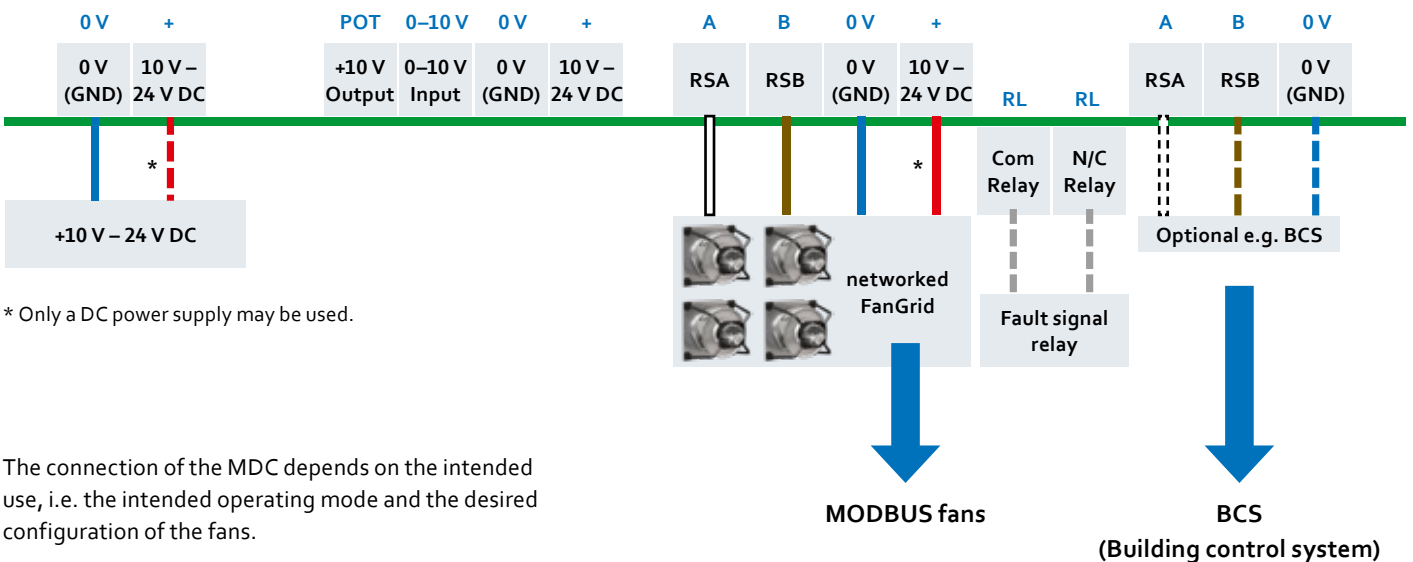 0 V + POT 0–10 V 0 V + A B 0 V + A B 0 V
0 V (GND)
10 V – 24 V DC
+10 V Output
0–10 V Input
0 V (GND)
10 V – 24 V DC
RSA
RSB
0 V (GND)
10 V – 24 V DC
RL RL
RSA
RSB
0 V (GND)
*
+10 V – 24 V DC
* Only a DC power supply may be used.
*
networked
FanGrid
Com
Relay
N/C
Relay
Fault signal
relay
Optional e.g. BCS
The connection of the MDC depends on the intended
use, i.e. the intended operating mode and the desired
configuration of the fans.
MODBUS fans
BCS
(Building control system)